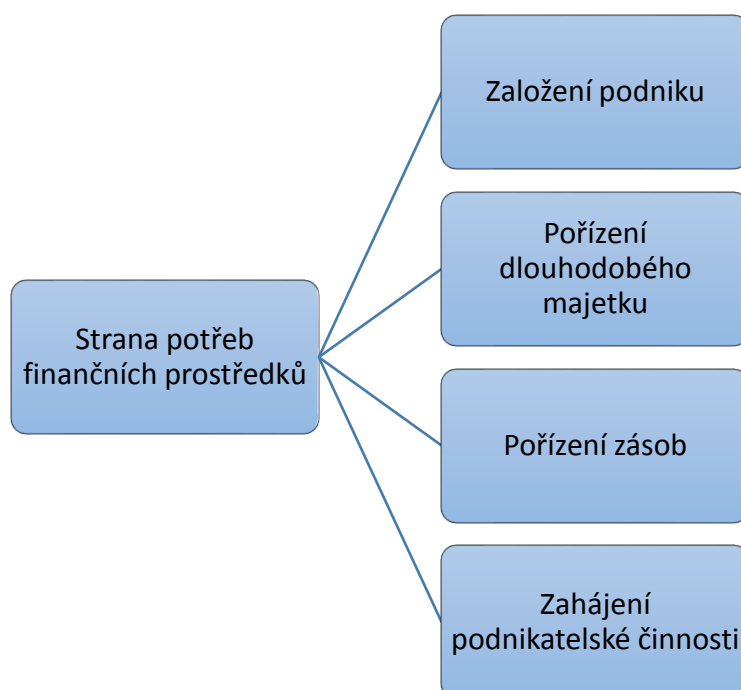 Založení podniku
Pořízení
dlouhodobého
majetku
Strana potřeb
finančních prostředků
Pořízení zásob
Zahájení
podnikatelské činnosti